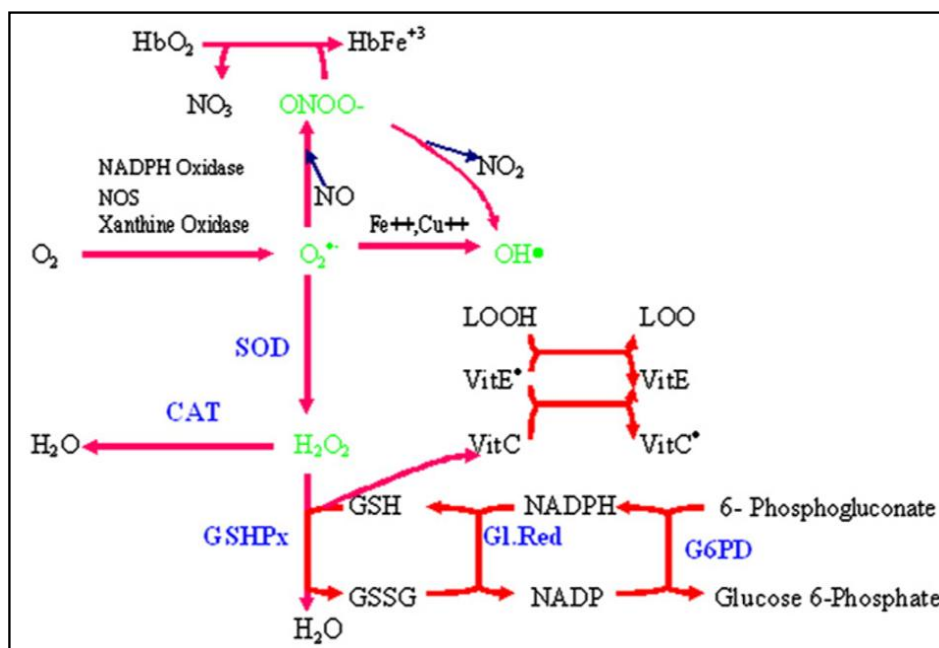 HbO₂ HbFe⁺³
NO₃ ONOO-
NO₂
NADPH Oxidase
NOS NO
Xanthine Oxidase Fe++,Cu++
O₂ O₂•- OH•
LOOH LOO
SOD
VitE• VitE
CAT
H₂O H₂O₂ VitC VitC•
GSH NADPH 6- Phosphogluconate
GSHPx Gl.Red G6PD
GSSG NADP Glucose 6-Phosphate
H₂O